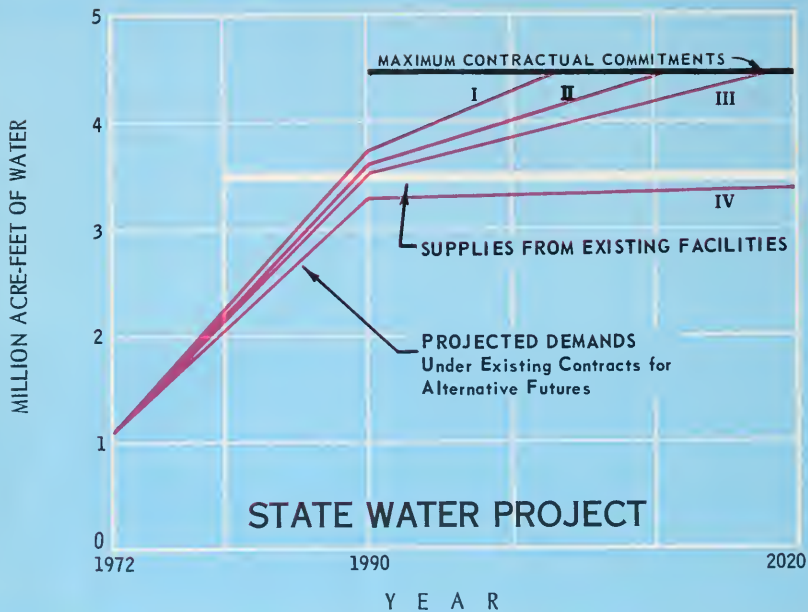 5
MAXIMUM CONTRACTUAL COMMITMENTS
I
II
III
4
3
IV
SUPPLIES FROM EXISTING FACILITIES
2
PROJECTED DEMANDS
Under Existing Contracts for
Alternative Futures
1
STATE WATER PROJECT
0
1972
1990
2020
YEAR
MILLION ACRE-FEET OF WATER